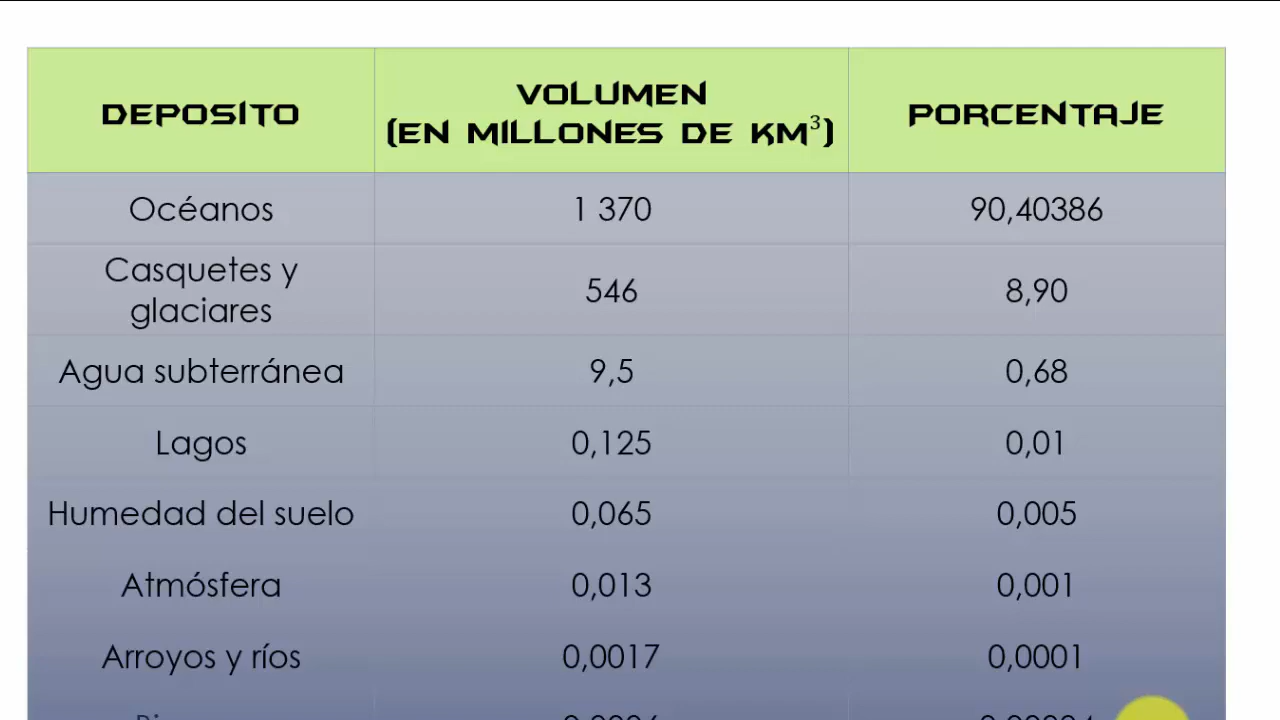 DEPOSITO
VOLUMEN
(EN MILLONES DE KM³)
PORCENTAJE
Océanos
1 370
90,40386
Casquetes y
glaciares
546
8,90
Agua subterránea
9,5
0,68
Lagos
0,125
0,01
Humedad del suelo
0,065
0,005
Atmósfera
0,013
0,001
Arroyos y ríos
0,0017
0,0001